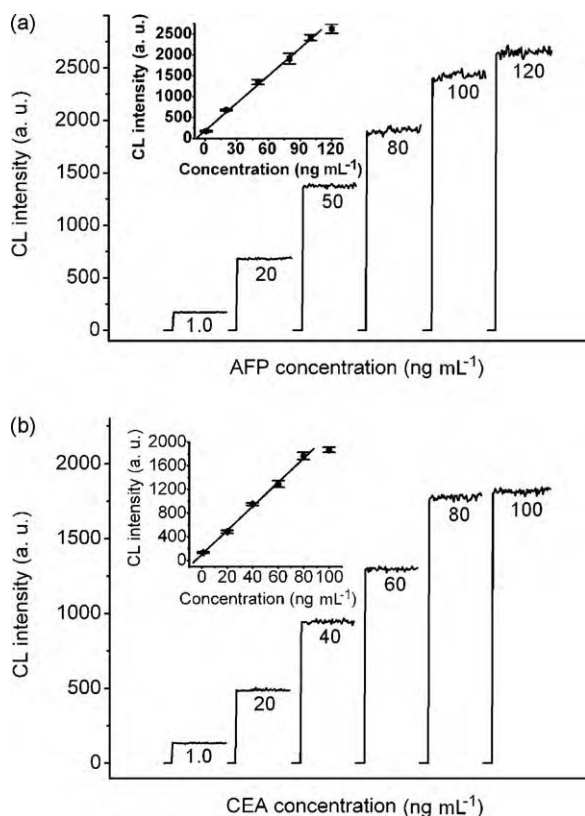 (a)
CL intensity (a. u.)
2500
2000
1500
1000
500
0
CL intensity (a. u.)
2500
2000
1500
1000
500
0
0 30 60 90 120
Concentration (ng mL⁻¹)
1.0
20
50
80
100
120
AFP concentration (ng mL⁻¹)
(b)
CL intensity (a. u.)
2000
1500
1000
500
0
CL intensity (a. u.)
2000
1600
1200
800
400
0
0 20 40 60 80 100
Concentration (ng mL⁻¹)
1.0
20
40
60
80
100
CEA concentration (ng mL⁻¹)